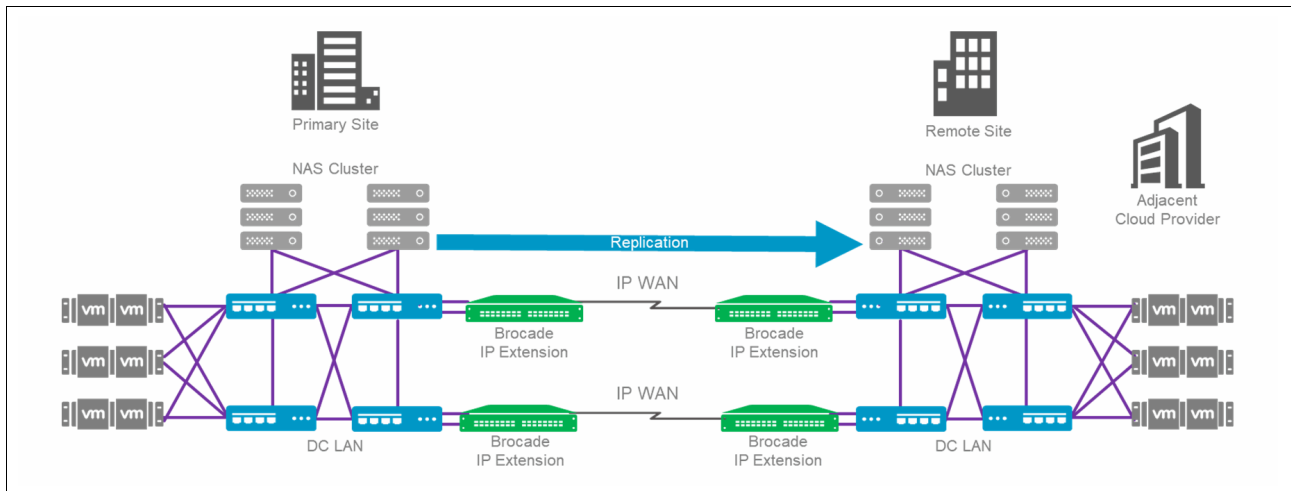 Primary Site
Remote Site
NAS Cluster
NAS Cluster
Adjacent
Cloud Provider
Replication
IP WAN
vm vm
vm vm
Brocade
IP Extension
Brocade
IP Extension
vm vm
vm vm
IP WAN
vm vm
vm vm
DC LAN
Brocade
IP Extension
Brocade
IP Extension
DC LAN